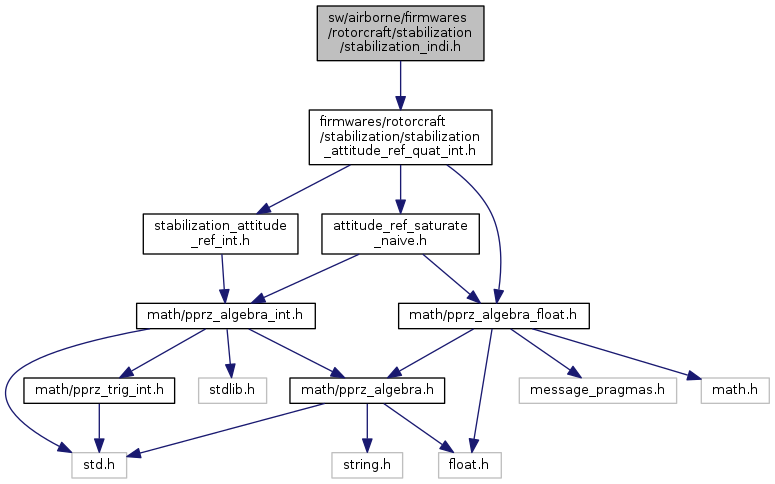 sw/airborne/firmwares
/rotorcraft/stabilization
/stabilization_indi.h
firmwares/rotorcraft
/stabilization/stabilization
_attitude_ref_quat_int.h
stabilization_attitude
_ref_int.h
attitude_ref_saturate
_naive.h
math/pprz_algebra_int.h
math/pprz_algebra_float.h
math/pprz_trig_int.h
stdlib.h
math/pprz_algebra.h
message_pragmas.h
math.h
std.h
string.h
float.h